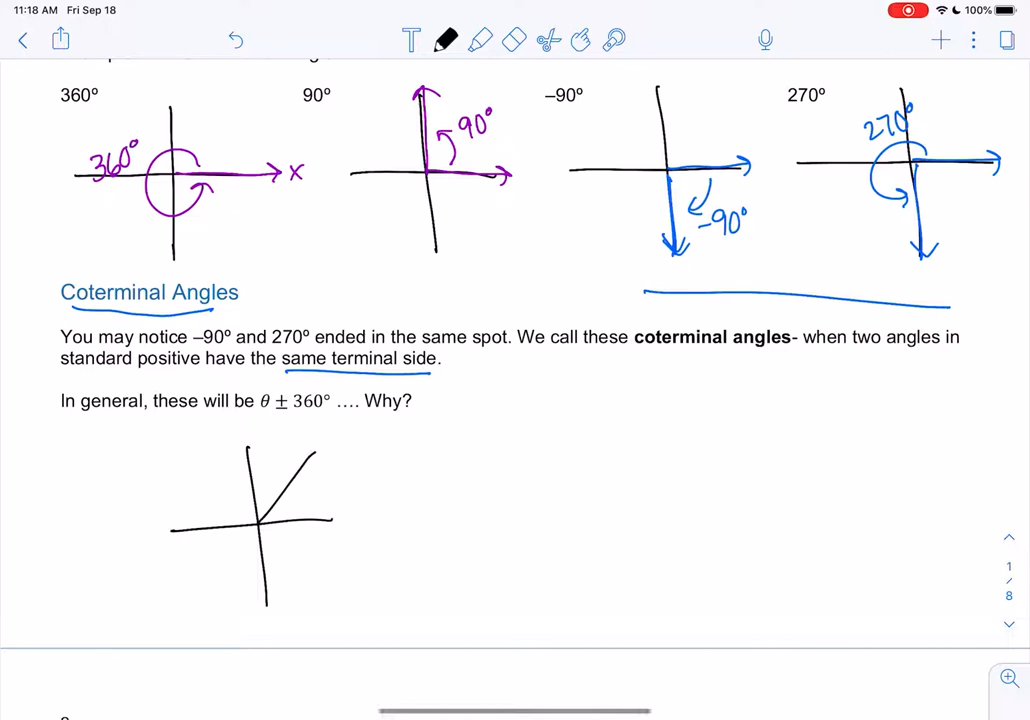 11:18 AM Fri Sep 18 100%
T
360º 90º –90º 270º
360° x
90°
-90°
270°
Coterminal Angles
You may notice –90º and 270º ended in the same spot. We call these coterminal angles- when two angles in
standard positive have the same terminal side.
In general, these will be θ ± 360° …. Why?
1
/
8